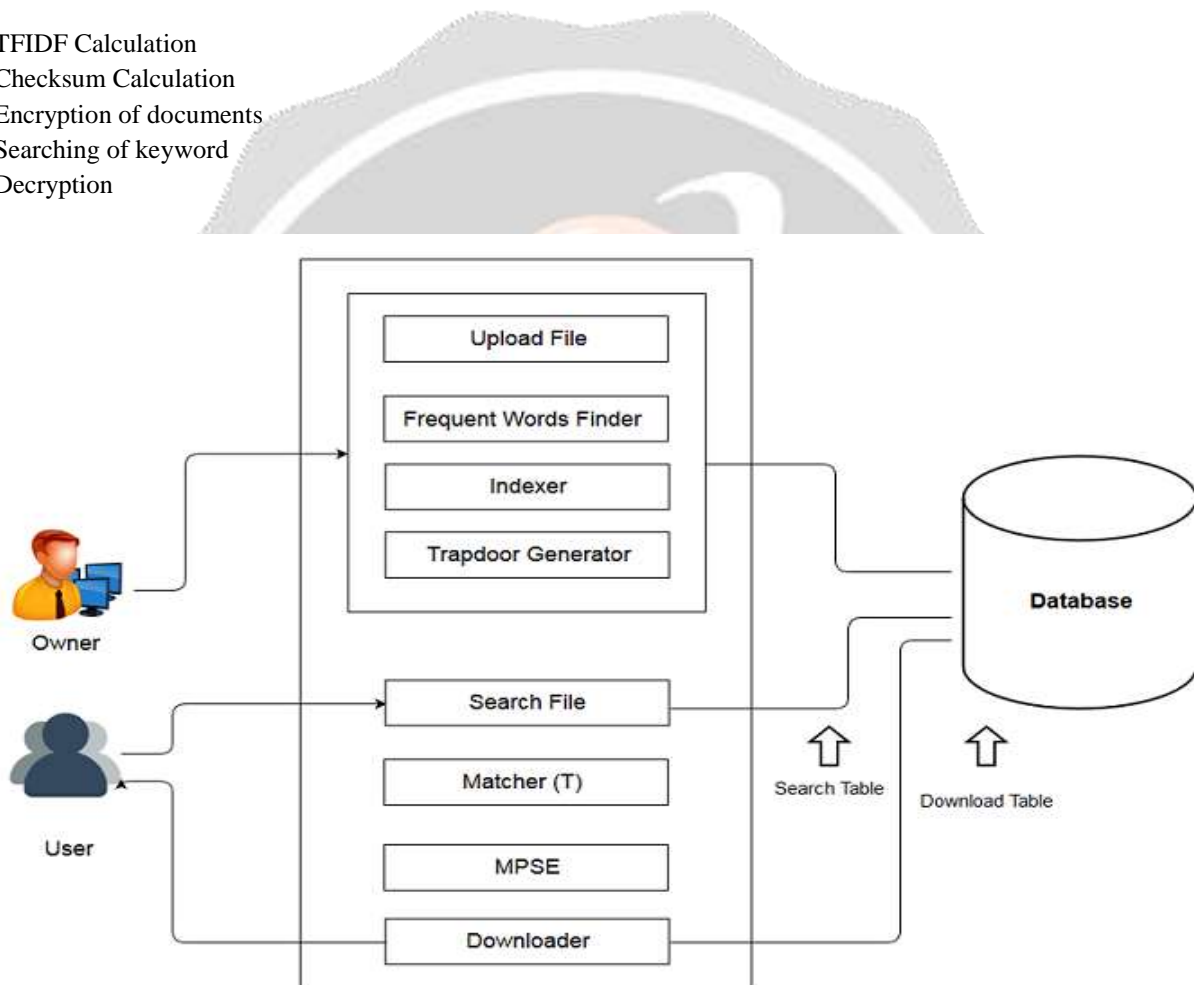 TFIDF Calculation
Checksum Calculation
Encryption of documents
Searching of keyword
Decryption
Upload File
Frequent Words Finder
Indexer
Trapdoor Generator
Owner
Database
Search File
Matcher (T)
Search Table
Download Table
User
MPSE
Downloader